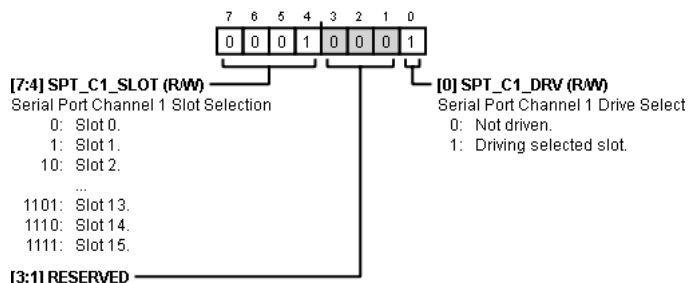 7 6 5 4 3 2 1 0
0 0 0 1 0 0 0 1
[7:4] SPT_C1_SLOT (R/W)
Serial Port Channel 1 Slot Selection
0: Slot 0.
1: Slot 1.
10: Slot 2.
...
1101: Slot 13.
1110: Slot 14.
1111: Slot 15.
[3:1] RESERVED
[0] SPT_C1_DRV (R/W)
Serial Port Channel 1 Drive Select
0: Not driven.
1: Driving selected slot.